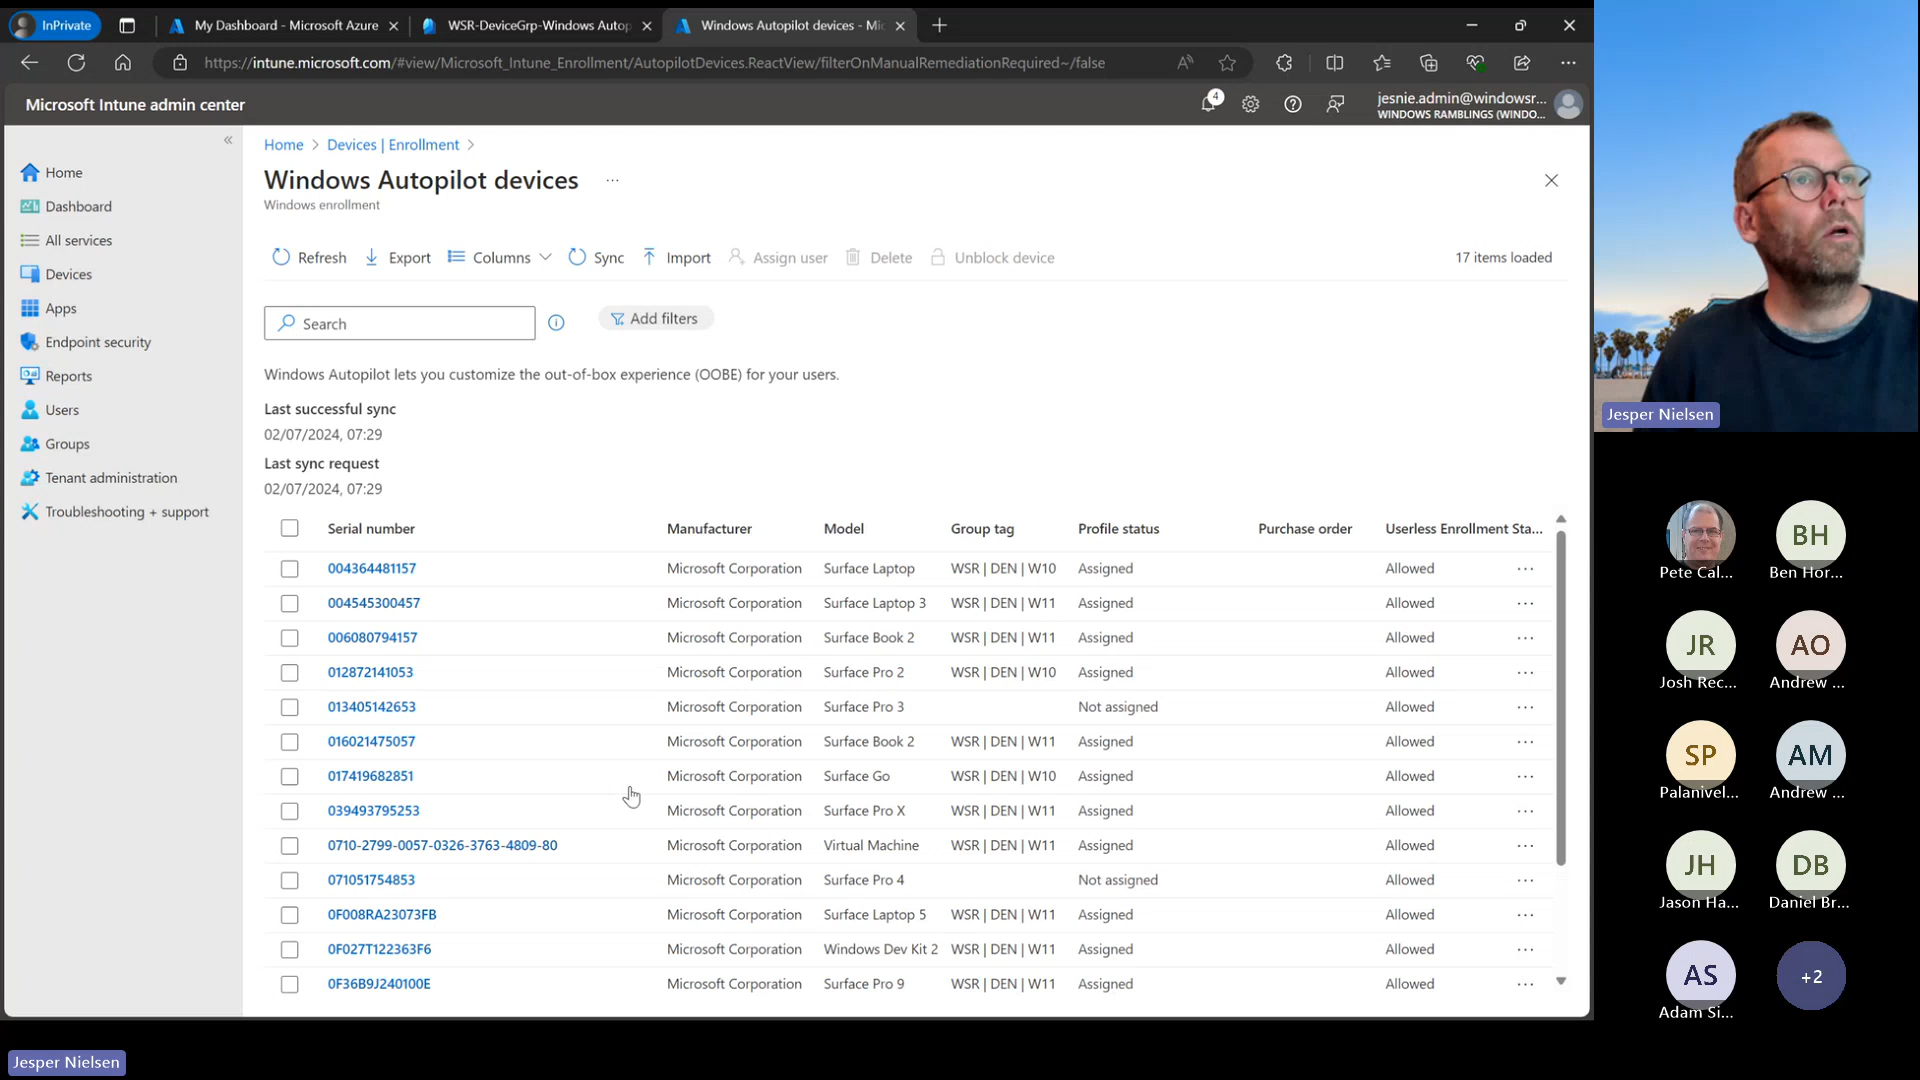 InPrivate
My Dashboard - Microsoft Azure
WSR-DeviceGrp-Windows Autop
Windows Autopilot devices - Mic
https://intune.microsoft.com/#view/Microsoft_Intune_Enrollment/AutopilotDevices.ReactView/filterOnManualRemediationRequired~/false
Microsoft Intune admin center
4
jesnie.admin@windowsr...
WINDOWS RAMBLINGS (WINDO...
Home
Dashboard
All services
Devices
Apps
Endpoint security
Reports
Users
Groups
Tenant administration
Troubleshooting + support
Home > Devices | Enrollment >
Windows Autopilot devices ...
Windows enrollment
Refresh Export Columns Sync Import Assign user Delete Unblock device 17 items loaded
Search
Add filters
Windows Autopilot lets you customize the out-of-box experience (OOBE) for your users.
Last successful sync
02/07/2024, 07:29
Last sync request
02/07/2024, 07:29
Serial number Manufacturer Model Group tag Profile status Purchase order Userless Enrollment Sta...
004364481157 Microsoft Corporation Surface Laptop WSR | DEN | W10 Assigned Allowed ...
004545300457 Microsoft Corporation Surface Laptop 3 WSR | DEN | W11 Assigned Allowed ...
006080794157 Microsoft Corporation Surface Book 2 WSR | DEN | W11 Assigned Allowed ...
012872141053 Microsoft Corporation Surface Pro 2 WSR | DEN | W10 Assigned Allowed ...
013405142653 Microsoft Corporation Surface Pro 3 Not assigned Allowed ...
016021475057 Microsoft Corporation Surface Book 2 WSR | DEN | W11 Assigned Allowed ...
017419682851 Microsoft Corporation Surface Go WSR | DEN | W10 Assigned Allowed ...
039493795253 Microsoft Corporation Surface Pro X WSR | DEN | W11 Assigned Allowed ...
0710-2799-0057-0326-3763-4809-80 Microsoft Corporation Virtual Machine WSR | DEN | W11 Assigned Allowed ...
071051754853 Microsoft Corporation Surface Pro 4 Not assigned Allowed ...
0F008RA23073FB Microsoft Corporation Surface Laptop 5 WSR | DEN | W11 Assigned Allowed ...
0F027T122363F6 Microsoft Corporation Windows Dev Kit 2 WSR | DEN | W11 Assigned Allowed ...
0F36B9J240100E Microsoft Corporation Surface Pro 9 WSR | DEN | W11 Assigned Allowed ...
Jesper Nielsen
Pete Cal...
BH
Ben Hor...
JR
Josh Rec...
AO
Andrew ...
SP
Palanivel...
AM
Andrew ...
JH
Jason Ha...
DB
Daniel Br...
AS
Adam Si...
+2
Jesper Nielsen